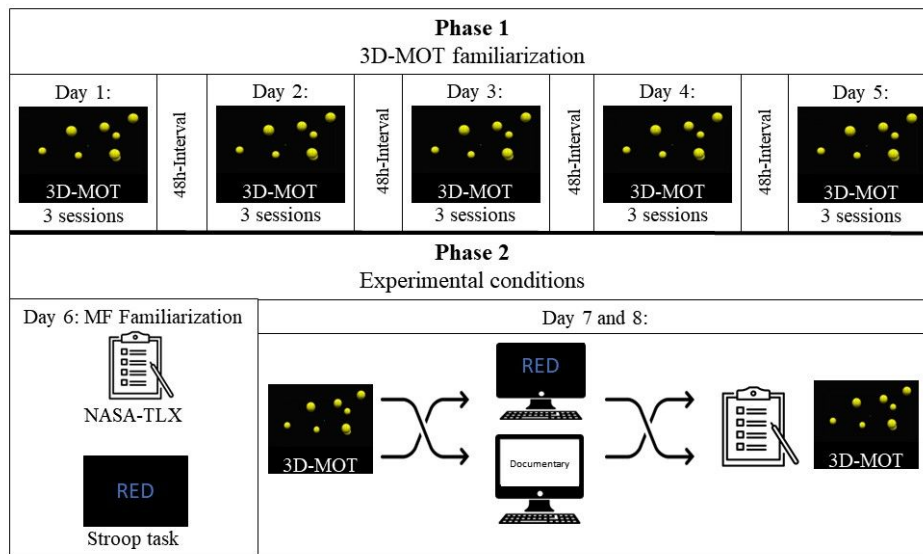 Phase 1
3D-MOT familiarization
Day 1:
3D-MOT
3 sessions
48h-Interval
Day 2:
3D-MOT
3 sessions
48h-Interval
Day 3:
3D-MOT
3 sessions
48h-Interval
Day 4:
3D-MOT
3 sessions
48h-Interval
Day 5:
3D-MOT
3 sessions
Phase 2
Experimental conditions
Day 6: MF Familiarization
NASA-TLX
RED
Stroop task
Day 7 and 8:
3D-MOT
RED
Documentary
3D-MOT